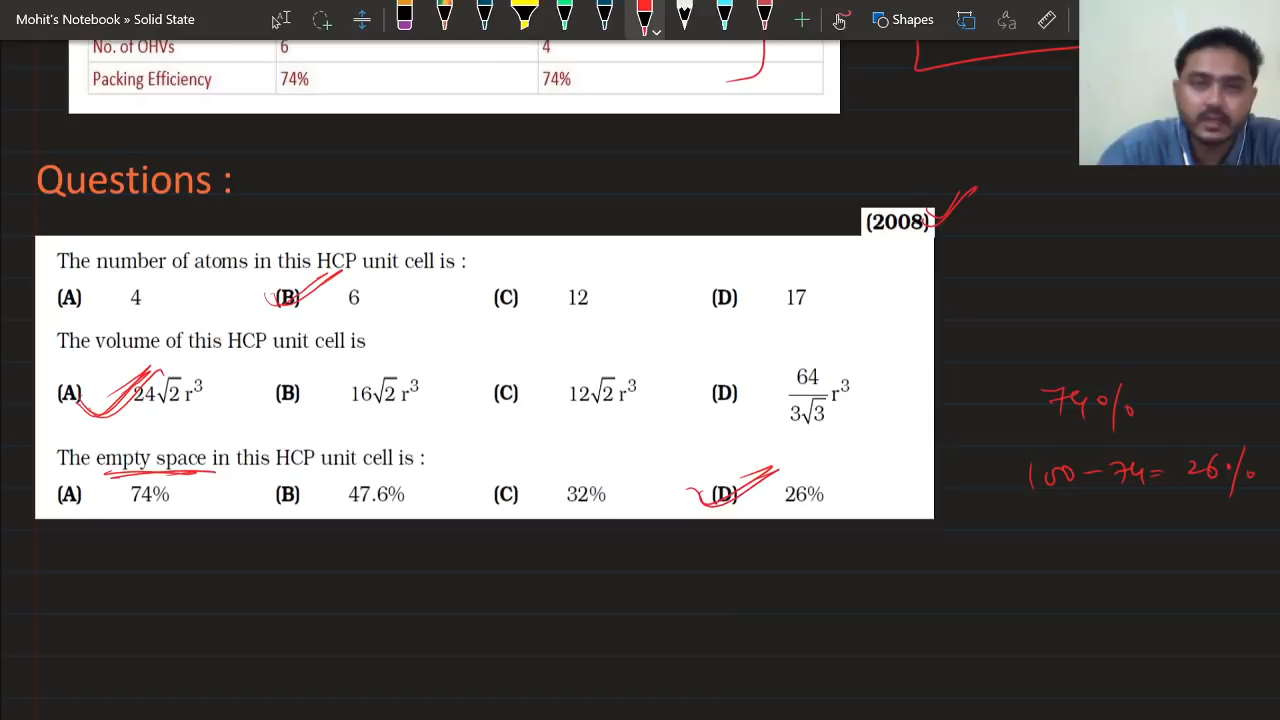 Mohit's Notebook » Solid State
Shapes
No. of OHVs 6 4
Packing Efficiency 74% 74%
Questions :
(2008)
The number of atoms in this HCP unit cell is :
(A) 4 (B) 6 (C) 12 (D) 17
The volume of this HCP unit cell is
(A) 24√2 r³ (B) 16√2 r³ (C) 12√2 r³ (D) 64/3√3 r³
74%
The empty space in this HCP unit cell is :
100 - 74 = 26%
(A) 74% (B) 47.6% (C) 32% (D) 26%